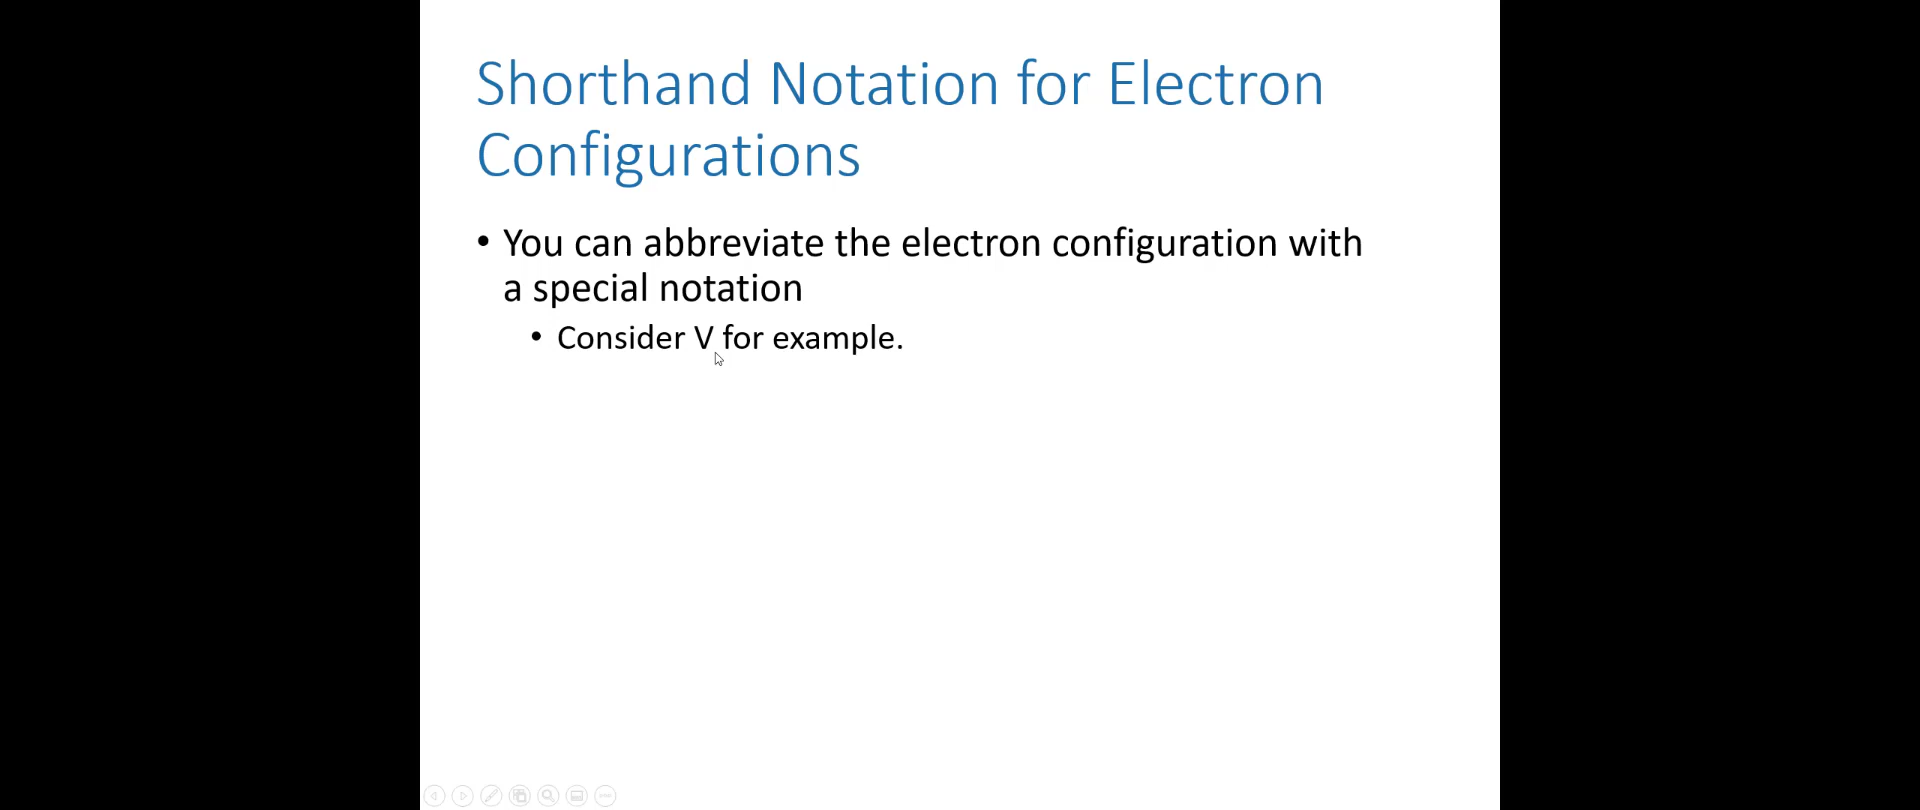 Shorthand Notation for Electron
Configurations
• You can abbreviate the electron configuration with
a special notation
• Consider V for example.